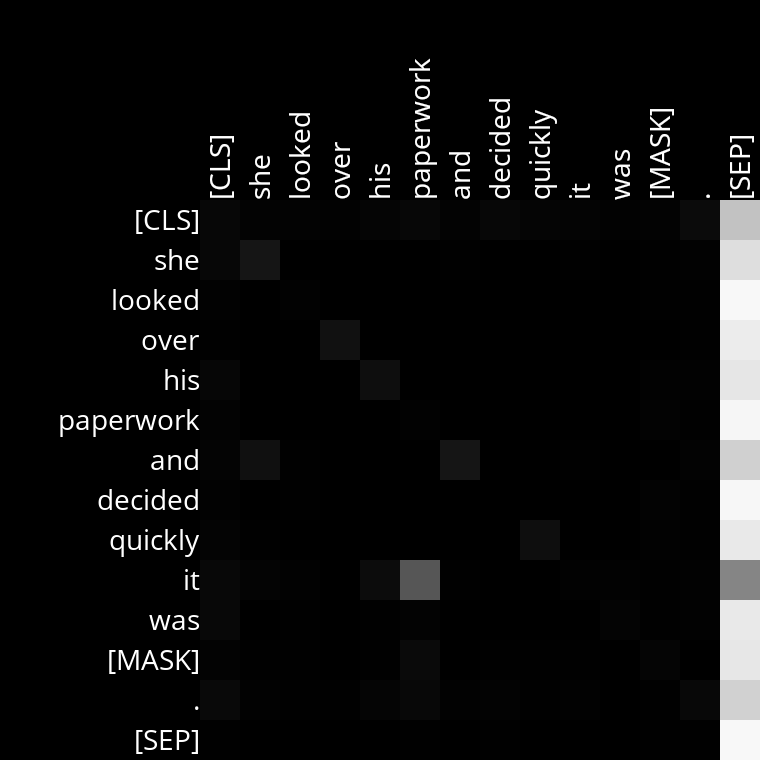 [CLS] she looked over his paperwork and decided quickly it was [MASK] . [SEP]
[CLS]
she
looked
over
his
paperwork
and
decided
quickly
it
was
[MASK]
.
[SEP]